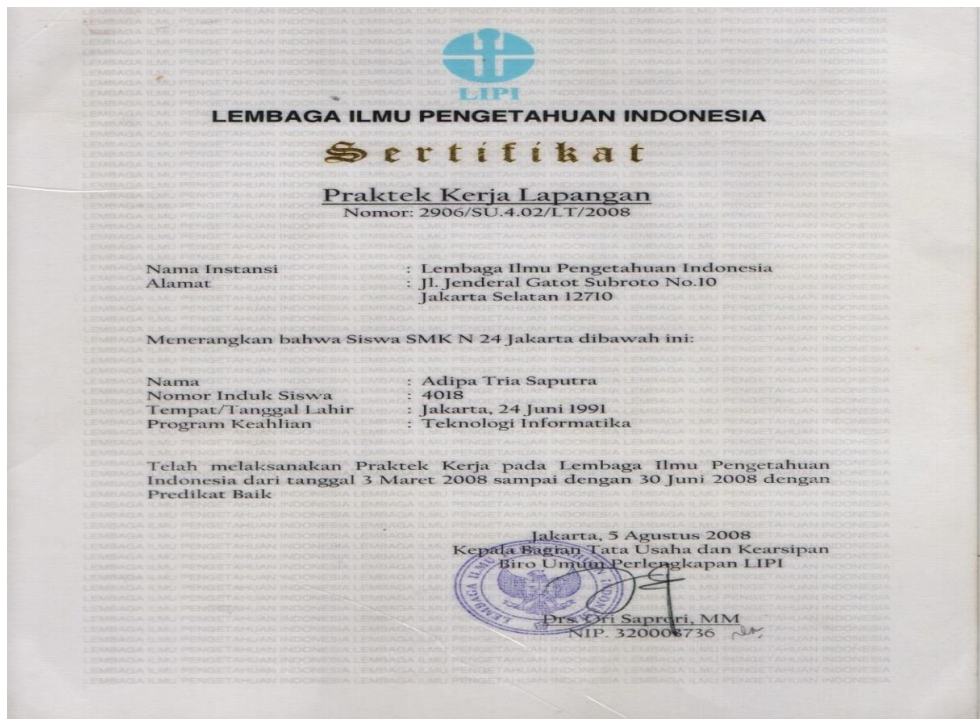 LIPI
LEMBAGA ILMU PENGETAHUAN INDONESIA
Sertifikat
Praktek Kerja Lapangan
Nomor: 2906/SU.4.02/LT/2008
Nama Instansi : Lembaga Ilmu Pengetahuan Indonesia
Alamat : Jl. Jenderal Gatot Subroto No.10
Jakarta Selatan 12710
Menerangkan bahwa Siswa SMK N 24 Jakarta dibawah ini:
Nama : Adipa Tria Saputra
Nomor Induk Siswa : 4018
Tempat/Tanggal Lahir : Jakarta, 24 Juni 1991
Program Keahlian : Teknologi Informatika
Telah melaksanakan Praktek Kerja pada Lembaga Ilmu Pengetahuan
Indonesia dari tanggal 3 Maret 2008 sampai dengan 30 Juni 2008 dengan
Predikat Baik
Jakarta, 5 Agustus 2008
Kepala Bagian Tata Usaha dan Kearsipan
Biro Umum Perlengkapan LIPI
Drs. Ori Saprori, MM
NIP.